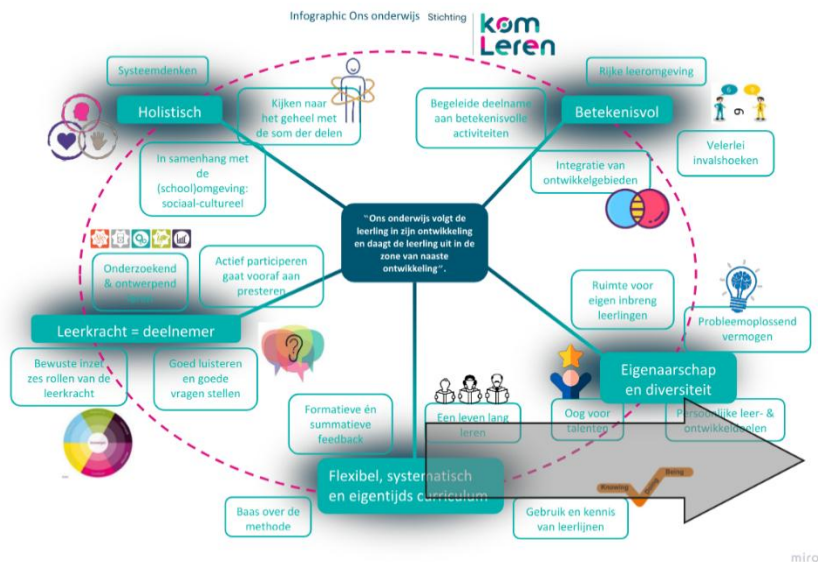 Infographic Ons onderwijs Stichting
kom
Leren
Systeemdenken
Holistisch
Kijken naar
het geheel met
de som der delen
In samenhang met
de
(school)omgeving:
sociaal-cultureel
Rijke leeromgeving
Begeleide deelname
aan betekenisvolle
activiteiten
Betekenisvol
Velerlei
invalshoeken
Integratie van
ontwikkelgebieden
"Ons onderwijs volgt de
leerling in zijn ontwikkeling
en daagt de leerling uit in de
zone van naaste
ontwikkeling".
Onderzoekend
& ontwerpend
leren
Actief participeren
gaat vooraf aan
presteren
Leerkracht = deelnemer
Bewuste inzet
zes rollen van de
leerkracht
Goed luisteren
en goede
vragen stellen
Ruimte voor
eigen inbreng
leerlingen
Probleemoplossend
vermogen
Eigenaarschap
en diversiteit
Oog voor
talenten
Persoonlijke leer- &
ontwikkeldoelen
Formatieve én
summatieve
feedback
Een leven lang
leren
Flexibel, systematisch
en eigentijds curriculum
Baas over de
methode
Gebruik en kennis
van leerlijnen
Knowing
Doing
Being
miro